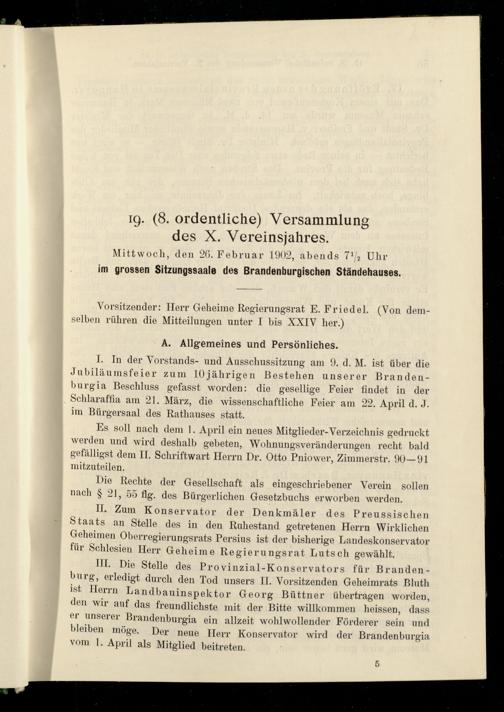 19. (8. ordentliche) Versammlung
des X. Vereinsjahres.
Mittwoch, den 26. Februar 1902, abends 7¹/₂ Uhr
im grossen Sitzungssaale des Brandenburgischen Ständehauses.
Vorsitzender: Herr Geheime Regierungsrat E. Friedel. (Von dem-
selben rühren die Mitteilungen unter I bis XXIV her.)
A. Allgemeines und Persönliches.
I. In der Vorstands- und Ausschussitzung am 9. d. M. ist über die
Jubiläumsfeier zum 10jährigen Bestehen unserer Branden-
burgia Beschluss gefasst worden: die gesellige Feier findet in der
Schlaraffia am 21. März, die wissenschaftliche Feier am 22. April d. J.
im Bürgersaal des Rathauses statt.
Es soll nach dem 1. April ein neues Mitglieder-Verzeichnis gedruckt
werden und wird deshalb gebeten, Wohnungsveränderungen recht bald
gefälligst dem II. Schriftwart Herrn Dr. Otto Pniower, Zimmerstr. 90—91
mitzuteilen.
Die Rechte der Gesellschaft als eingeschriebener Verein sollen
nach § 21, 55 flg. des Bürgerlichen Gesetzbuchs erworben werden.
II. Zum Konservator der Denkmäler des Preussischen
Staats an Stelle des in den Ruhestand getretenen Herrn Wirklichen
Geheimen Oberregierungsrats Persius ist der bisherige Landeskonservator
für Schlesien Herr Geheime Regierungsrat Lutsch gewählt.
III. Die Stelle des Provinzial-Konservators für Branden-
burg, erledigt durch den Tod unsers II. Vorsitzenden Geheimrats Bluth
ist Herrn Landbauinspektor Georg Büttner übertragen worden,
den wir auf das freundlichste mit der Bitte willkommen heissen, dass
er unserer Brandenburgia ein allzeit wohlwollender Förderer sein und
bleiben möge. Der neue Herr Konservator wird der Brandenburgia
vom 1. April als Mitglied beitreten.
5